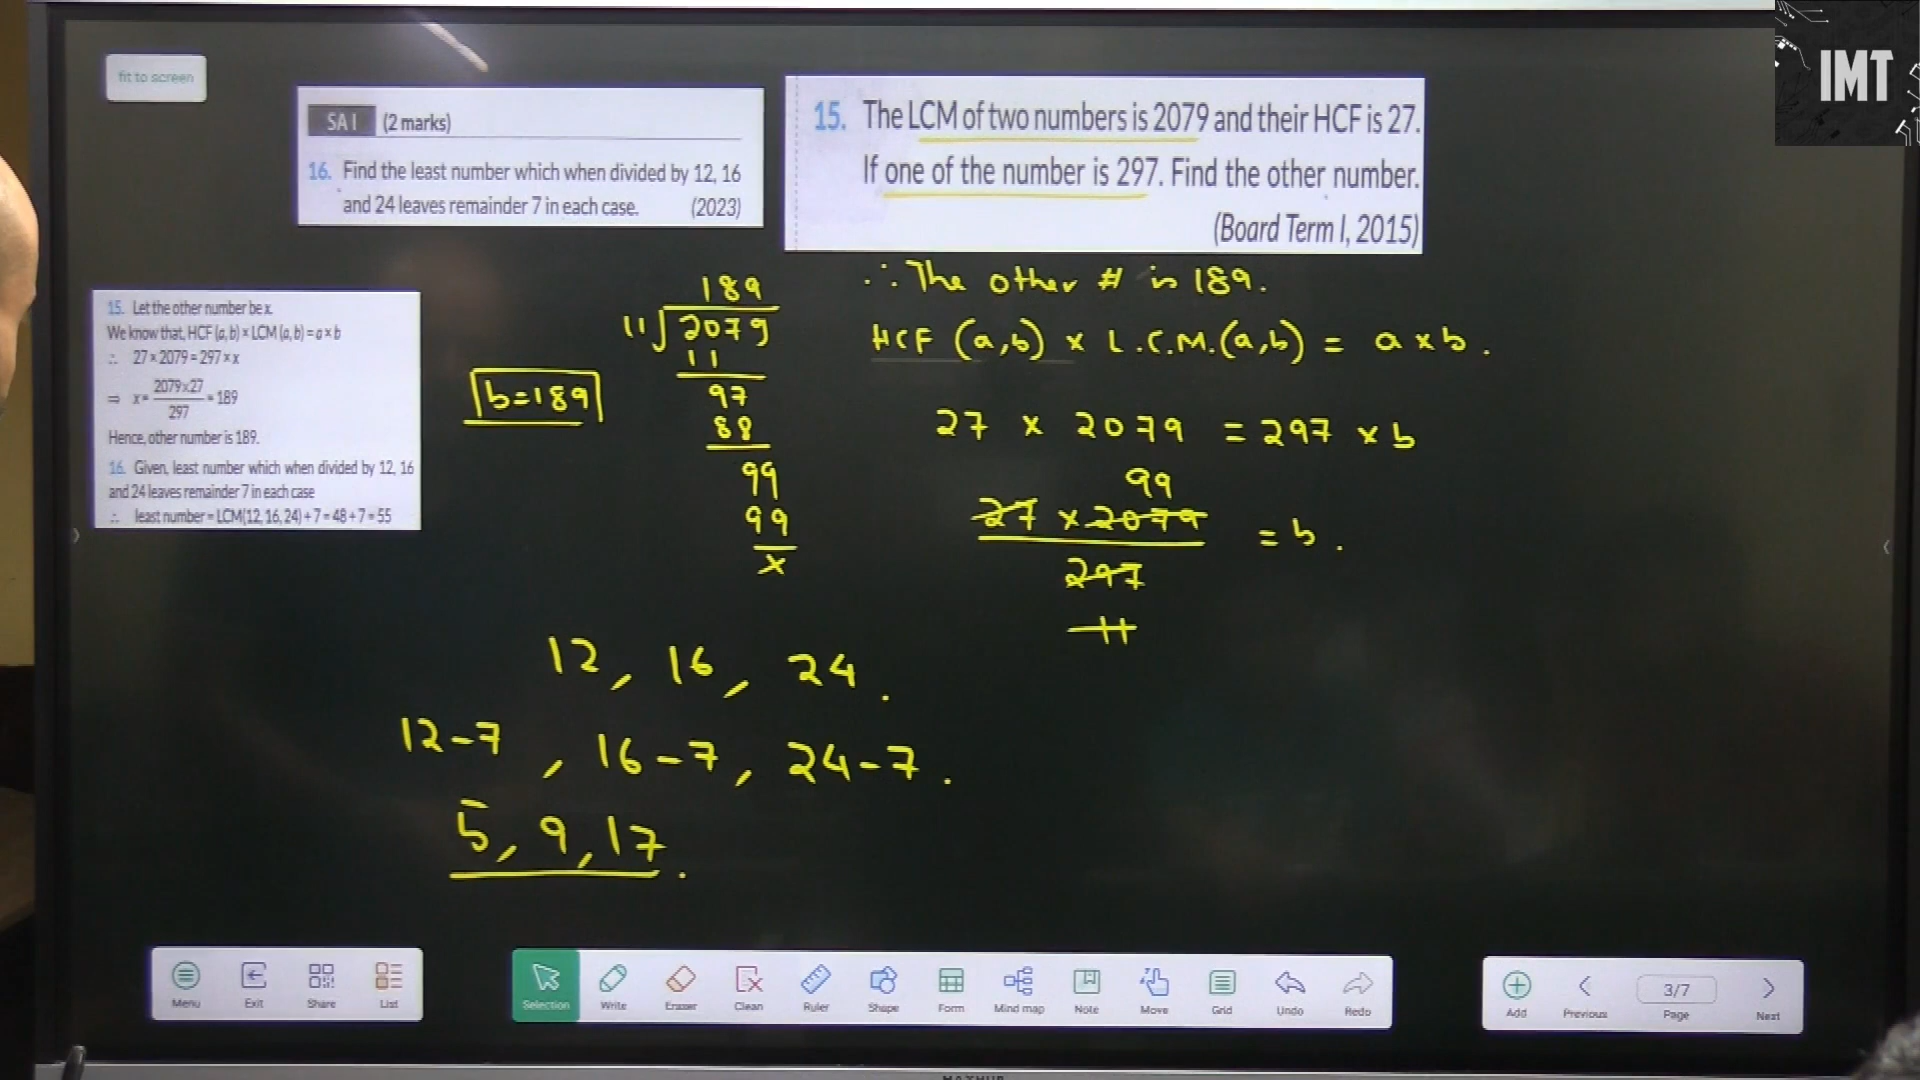 IMT
fit to screen
SA I (2 marks)
16. Find the least number which when divided by 12, 16
and 24 leaves remainder 7 in each case. (2023)
15. The LCM of two numbers is 2079 and their HCF is 27.
If one of the number is 297. Find the other number.
(Board Term I, 2015)
15. Let the other number be x.
We know that, HCF (a, b) × LCM (a, b) = a × b
∴ 27 × 2079 = 297 × x
⇒ x = 2079×27/297 = 189
Hence, other number is 189.
16. Given, least number which when divided by 12, 16
and 24 leaves remainder 7 in each case
∴ least number = LCM(12, 16, 24) + 7 = 48 + 7 = 55
b=189
189
11 2079
11
97
88
99
99
x
∴ The other # is 189.
HCF (a,b) × L.C.M.(a,b) = a × b.
27 × 2079 = 297 × b
99
27 × 2079 = b.
297
11
12, 16, 24.
12-7, 16-7, 24-7.
5, 9, 17.
Menu Exit Share List
Selection Write Eraser Clean Ruler Shape Form Mind map Note Move Grid Undo Redo
Add Previous 3/7 Page Next